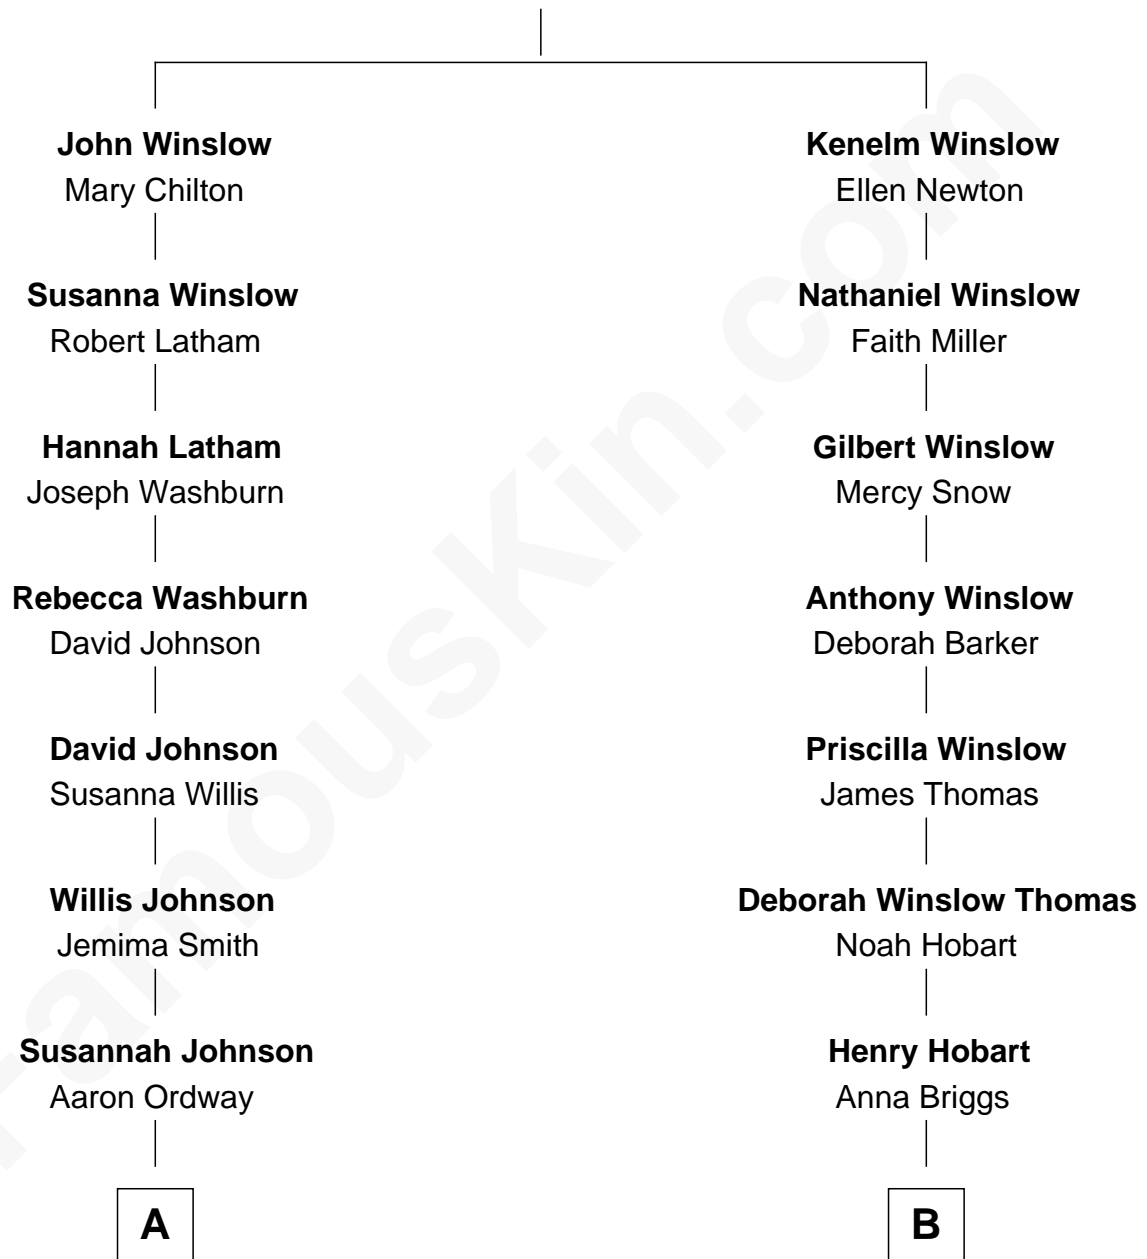 John Winslow
Mary Chilton
Susanna Winslow
Robert Latham
Hannah Latham
Joseph Washburn
Rebecca Washburn
David Johnson
David Johnson
Susanna Willis
Willis Johnson
Jemima Smith
Susannah Johnson
Aaron Ordway
A
Kenelm Winslow
Ellen Newton
Nathaniel Winslow
Faith Miller
Gilbert Winslow
Mercy Snow
Anthony Winslow
Deborah Barker
Priscilla Winslow
James Thomas
Deborah Winslow Thomas
Noah Hobart
Henry Hobart
Anna Briggs
B
FamousKin.com